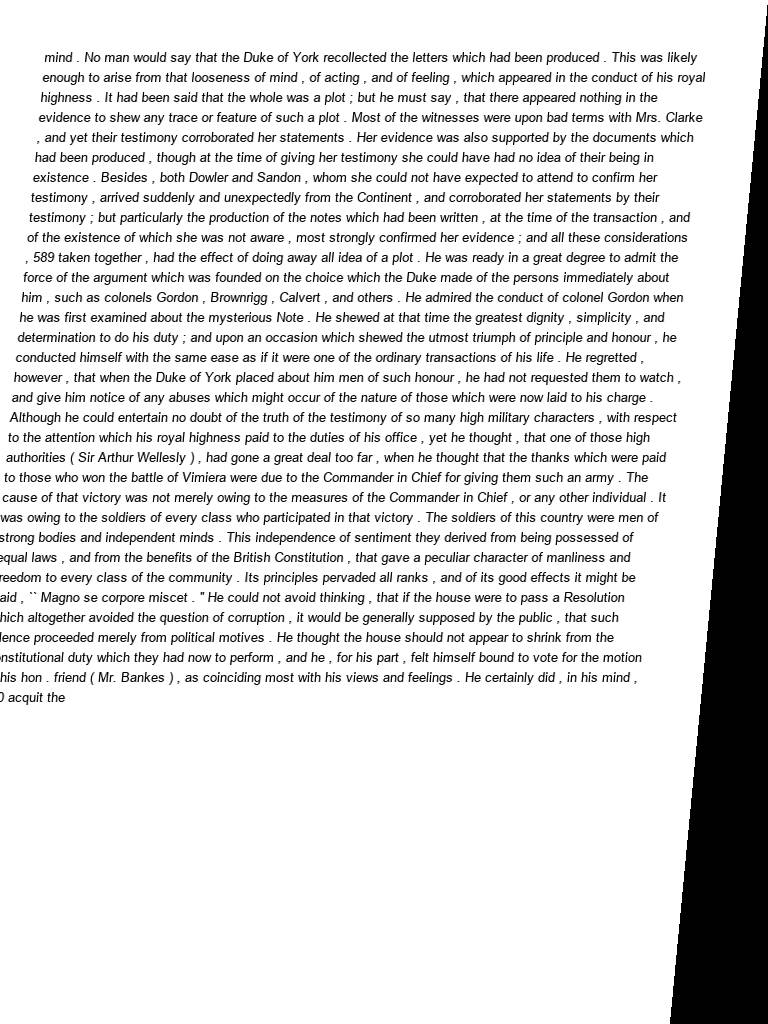 mind . No man would say that the Duke of York recollected the letters which had been produced . This was likely
enough to arise from that looseness of mind , of acting , and of feeling , which appeared in the conduct of his royal
highness . It had been said that the whole was a plot ; but he must say , that there appeared nothing in the
evidence to shew any trace or feature of such a plot . Most of the witnesses were upon bad terms with Mrs. Clarke
, and yet their testimony corroborated her statements . Her evidence was also supported by the documents which
had been produced , though at the time of giving her testimony she could have had no idea of their being in
existence . Besides , both Dowler and Sandon , whom she could not have expected to attend to confirm her
testimony , arrived suddenly and unexpectedly from the Continent , and corroborated her statements by their
testimony ; but particularly the production of the notes which had been written , at the time of the transaction , and
of the existence of which she was not aware , most strongly confirmed her evidence ; and all these considerations
, 589 taken together , had the effect of doing away all idea of a plot . He was ready in a great degree to admit the
force of the argument which was founded on the choice which the Duke made of the persons immediately about
him , such as colonels Gordon , Brownrigg , Calvert , and others . He admired the conduct of colonel Gordon when
he was first examined about the mysterious Note . He shewed at that time the greatest dignity , simplicity , and
determination to do his duty ; and upon an occasion which shewed the utmost triumph of principle and honour , he
conducted himself with the same ease as if it were one of the ordinary transactions of his life . He regretted ,
however , that when the Duke of York placed about him men of such honour , he had not requested them to watch ,
and give him notice of any abuses which might occur of the nature of those which were now laid to his charge .
Although he could entertain no doubt of the truth of the testimony of so many high military characters , with respect
to the attention which his royal highness paid to the duties of his office , yet he thought , that one of those high
authorities ( Sir Arthur Wellesly ) , had gone a great deal too far , when he thought that the thanks which were paid
to those who won the battle of Vimiera were due to the Commander in Chief for giving them such an army . The
cause of that victory was not merely owing to the measures of the Commander in Chief , or any other individual . It
was owing to the soldiers of every class who participated in that victory . The soldiers of this country were men of
strong bodies and independent minds . This independence of sentiment they derived from being possessed of
equal laws , and from the benefits of the British Constitution , that gave a peculiar character of manliness and
reedom to every class of the community . Its principles pervaded all ranks , and of its good effects it might be
aid , `` Magno se corpore miscet . " He could not avoid thinking , that if the house were to pass a Resolution
hich altogether avoided the question of corruption , it would be generally supposed by the public , that such
lence proceeded merely from political motives . He thought the house should not appear to shrink from the
nstitutional duty which they had now to perform , and he , for his part , felt himself bound to vote for the motion
his hon . friend ( Mr. Bankes ) , as coinciding most with his views and feelings . He certainly did , in his mind ,
0 acquit the